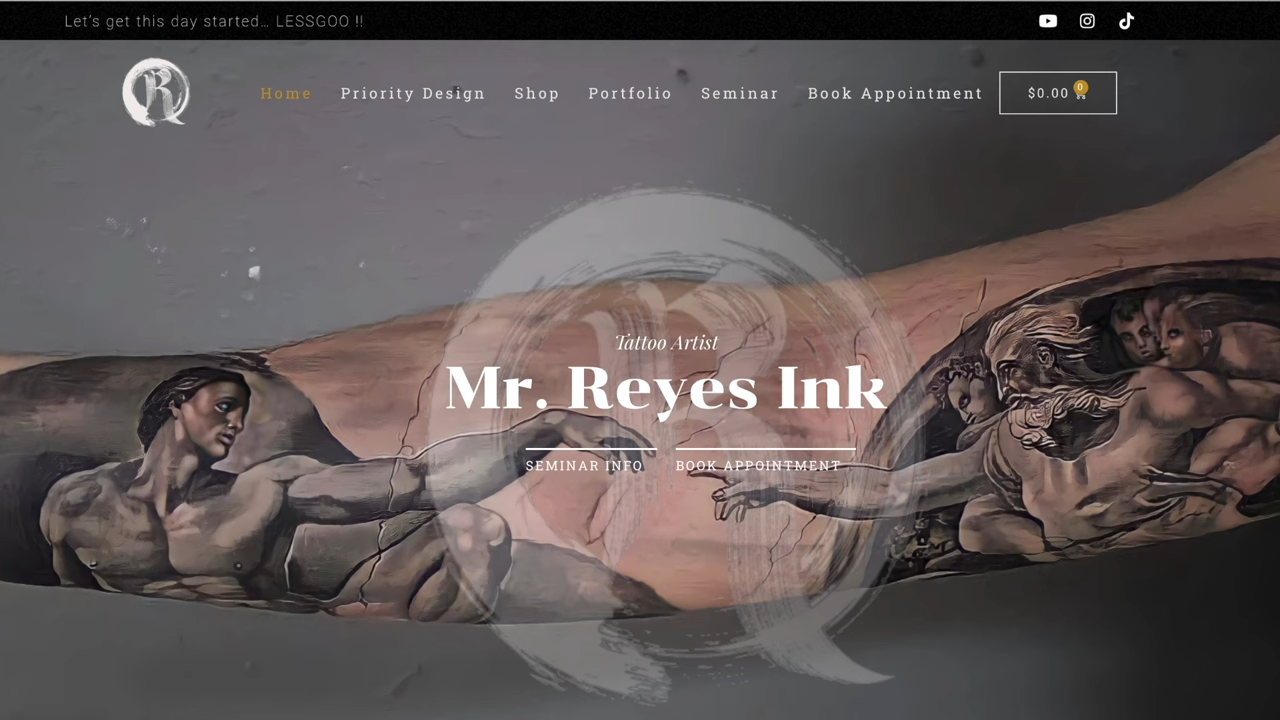 Let's get this day started… LESSGOO !!
R
Home Priority Design Shop Portfolio Seminar Book Appointment $0.00 0
Tattoo Artist
Mr. Reyes Ink
SEMINAR INFO BOOK APPOINTMENT